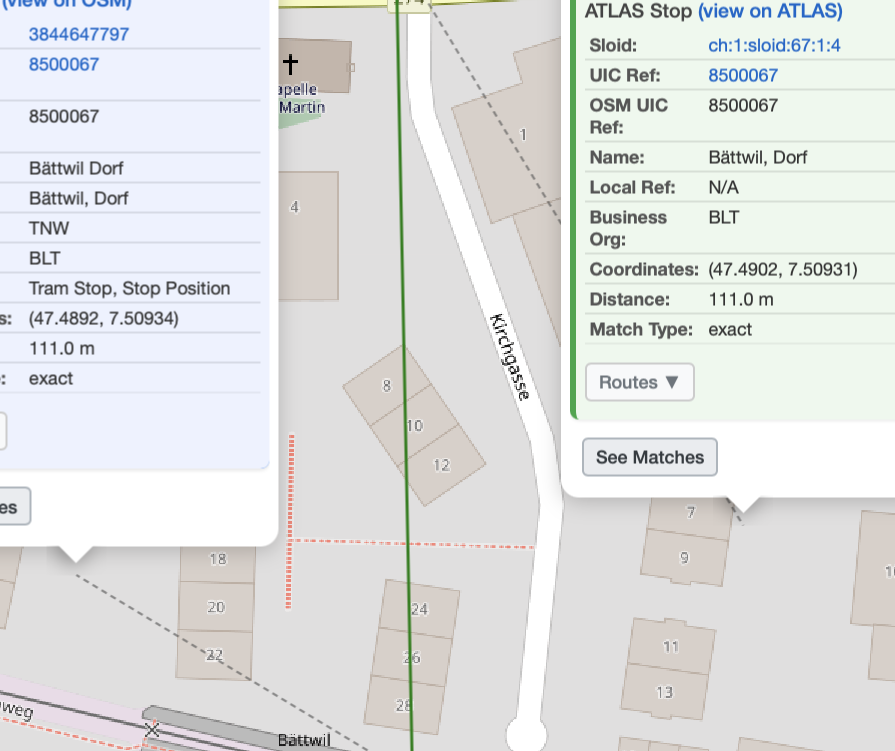 (view on OSM)
3844647797
8500067
8500067
Bättwil Dorf
Bättwil, Dorf
TNW
BLT
Tram Stop, Stop Position
s: (47.4892, 7.50934)
111.0 m
: exact
es
ATLAS Stop (view on ATLAS)
Sloid: ch:1:sloid:67:1:4
UIC Ref: 8500067
OSM UIC 8500067
Ref:
Name: Bättwil, Dorf
Local Ref: N/A
Business BLT
Org:
Coordinates: (47.4902, 7.50931)
Distance: 111.0 m
Match Type: exact
Routes ▼
See Matches
apelle
Martin
1
4
Kirchgasse
8
10
12
7
9
18
20
22
24
26
28
11
13
weg
Bättwil